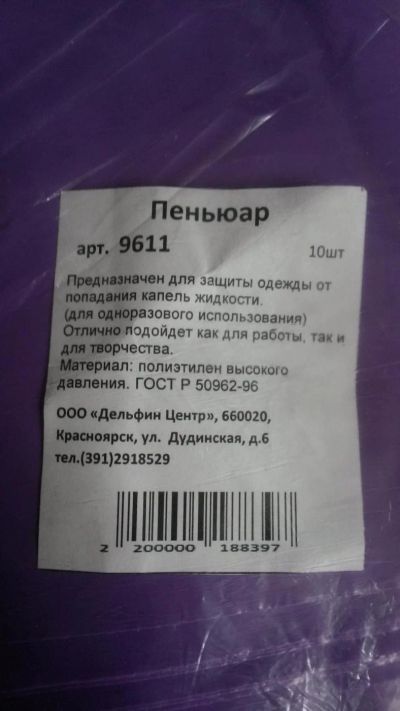 Пеньюар
арт. 9611 10шт
Предназначен для защиты одежды от
попадания капель жидкости.
(для одноразового использования)
Отлично подойдет как для работы, так и
для творчества.
Материал: полиэтилен высокого
давления. ГОСТ Р 50962-96
ООО «Дельфин Центр», 660020,
Красноярск, ул. Дудинская, д.6
тел.(391)2918529
2 200000 188397